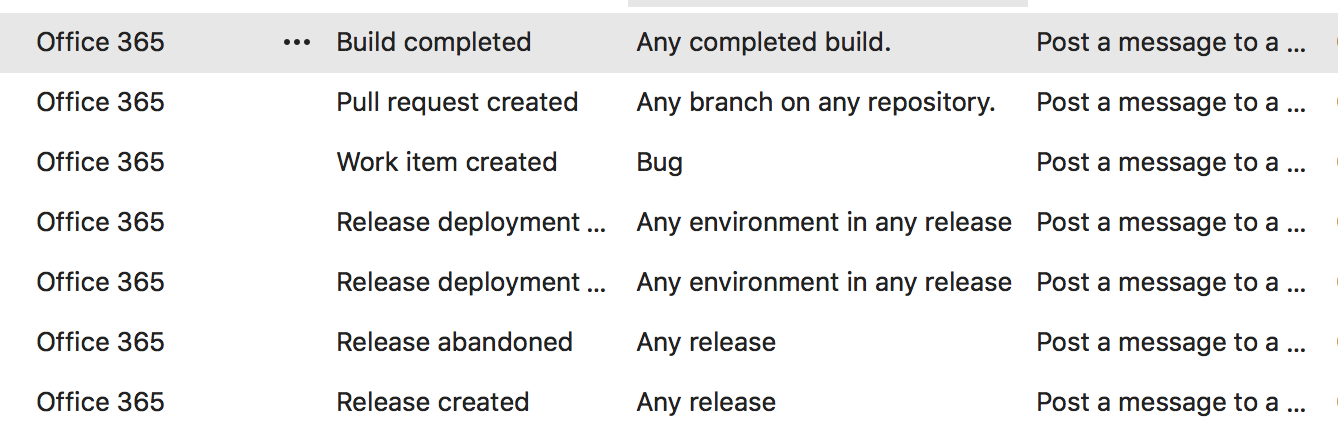 Office 365 ••• Build completed Any completed build. Post a message to a ...
Office 365 Pull request created Any branch on any repository. Post a message to a ...
Office 365 Work item created Bug Post a message to a ...
Office 365 Release deployment ... Any environment in any release Post a message to a ...
Office 365 Release deployment ... Any environment in any release Post a message to a ...
Office 365 Release abandoned Any release Post a message to a ...
Office 365 Release created Any release Post a message to a ...